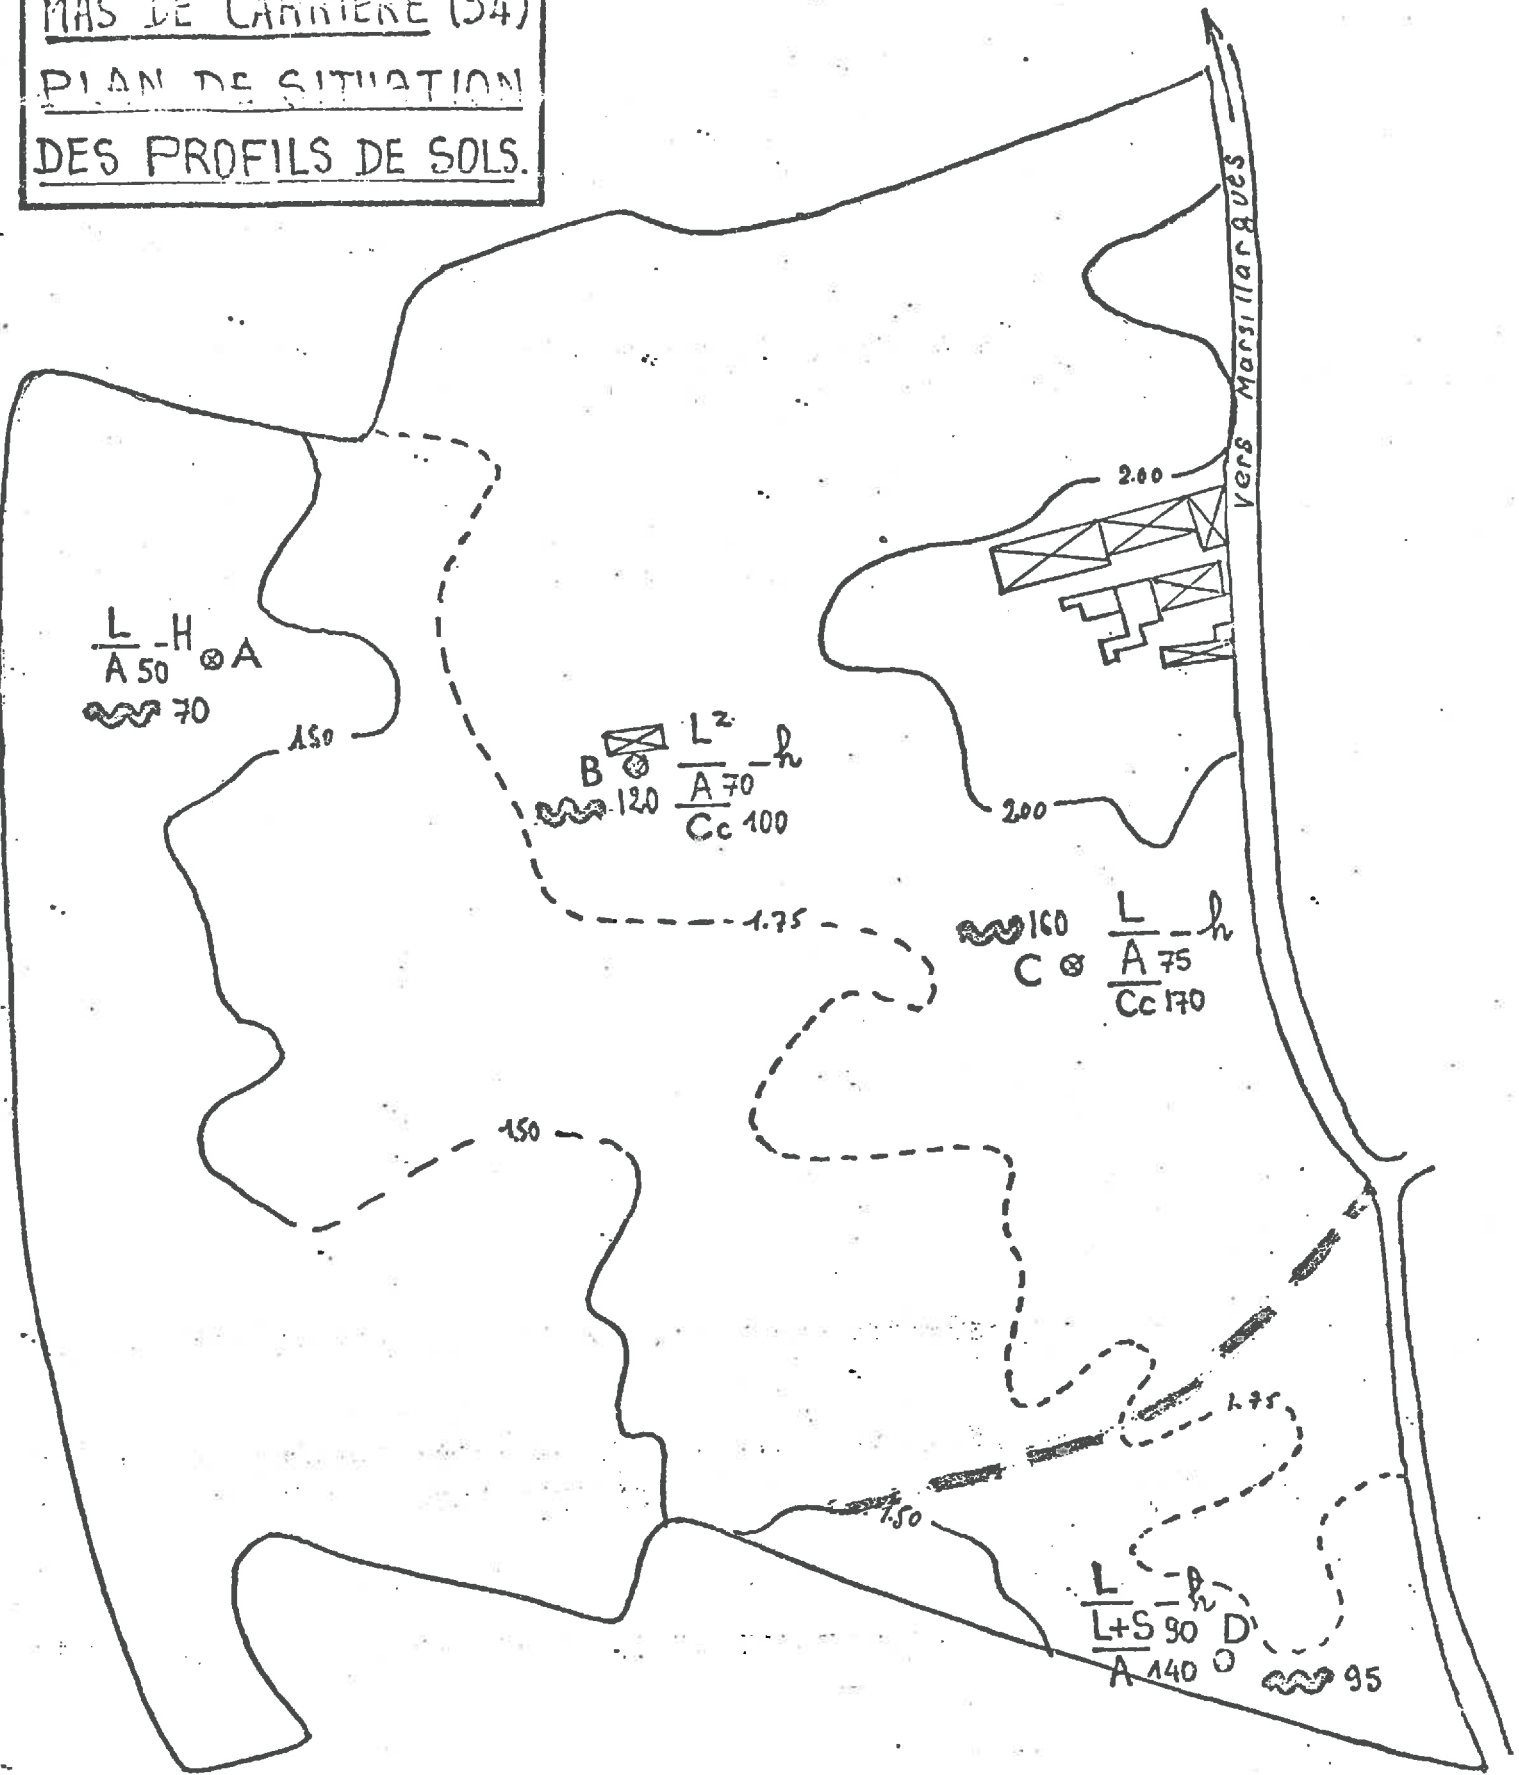 MAS DE CARRIERE (34)
PLAN DE SITUATION
DES PROFILS DE SOLS.
vers Marsillargues
2.00
L
A 50 -H A
70
1.50
B L²
A 70 -h
120
Cc 100
2.00
1.75
160 L
A 75 -h
C
Cc 170
1.50
1.75
1.50
L
L+S 90 -h D
A 140
95